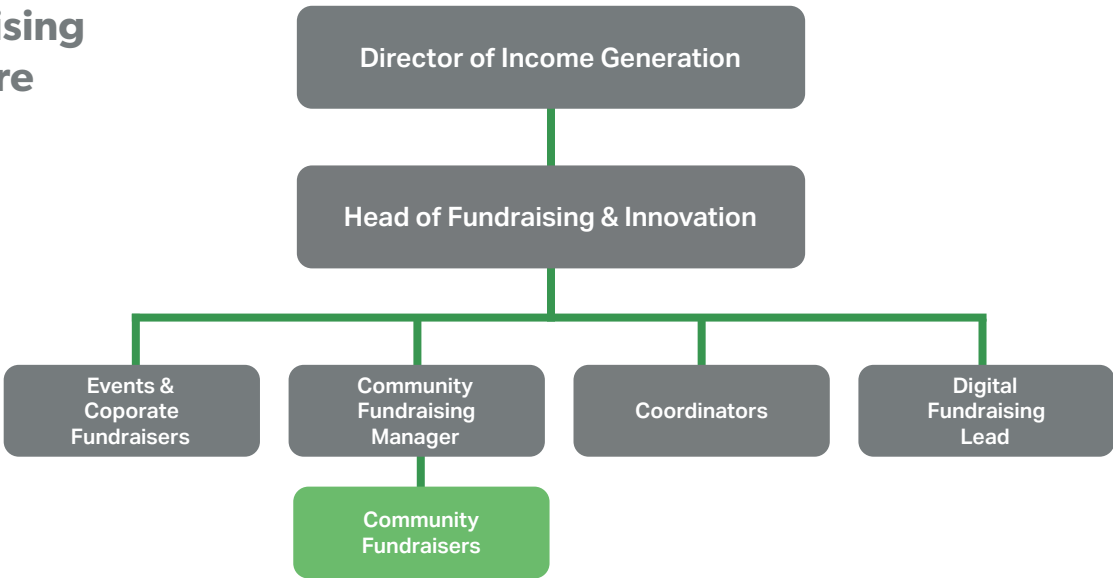 ising
re
Director of Income Generation
Head of Fundraising & Innovation
Events &
Coporate
Fundraisers
Community
Fundraising
Manager
Coordinators
Digital
Fundraising
Lead
Community
Fundraisers